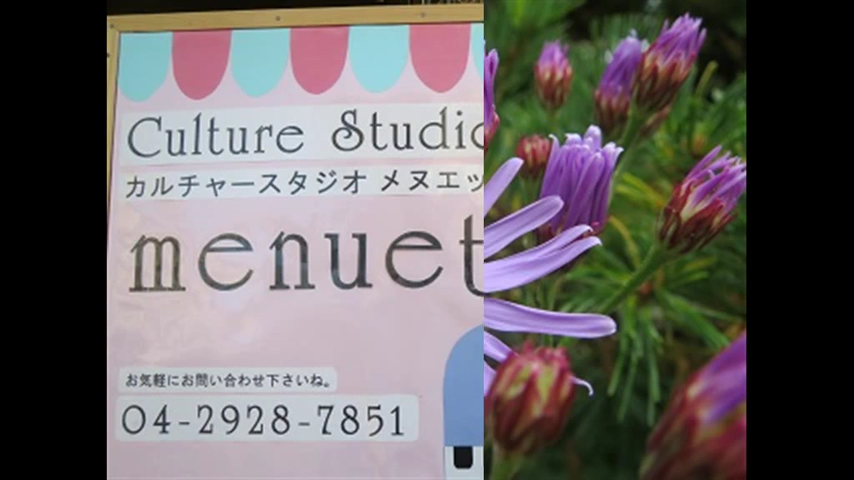 Culture Studio
カルチャースタジオ メヌエッ
menuet
お気軽にお問い合わせ下さいね。
04-2928-7851